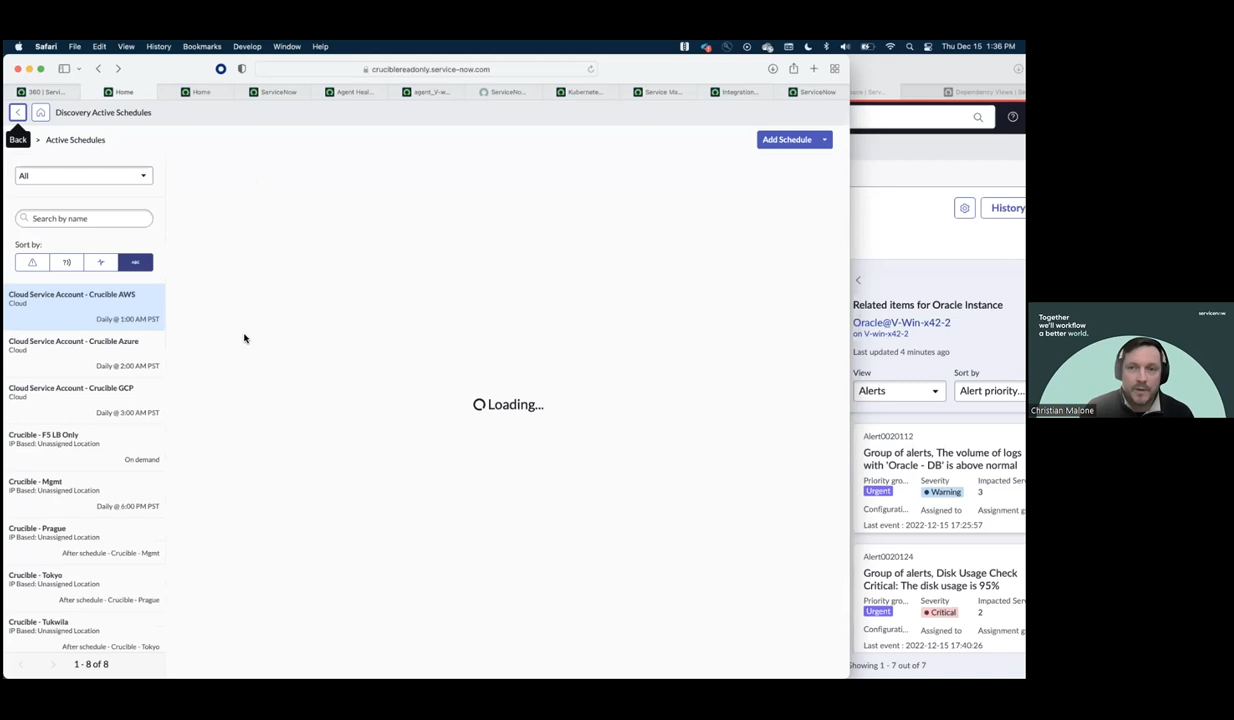 Safari File Edit View History Bookmarks Develop Window Help
Thu Dec 15 1:36 PM
cruciblereadonly.service-now.com
360 | Servi... Home Home ServiceNow Agent Heal... agent_V-w... ServiceNo... Kubernete... Service Ma... Integration... ServiceNow
Dependency Views | Se
Discovery Active Schedules
Back
> Active Schedules
Add Schedule
All
Search by name
Sort by:
ABC
Cloud Service Account - Crucible AWS
Cloud
Daily @ 1:00 AM PST
Cloud Service Account - Crucible Azure
Cloud
Daily @ 2:00 AM PST
Cloud Service Account - Crucible GCP
Cloud
Daily @ 3:00 AM PST
Crucible - F5 LB Only
IP Based: Unassigned Location
On demand
Crucible - Mgmt
IP Based: Unassigned Location
Daily @ 6:00 PM PST
Crucible - Prague
IP Based: Unassigned Location
After schedule - Crucible - Mgmt
Crucible - Tokyo
IP Based: Unassigned Location
After schedule - Crucible - Prague
Crucible - Tukwila
IP Based: Unassigned Location
After schedule - Crucible - Tokyo
1 - 8 of 8
Loading...
History
Related items for Oracle Instance
Oracle@V-Win-x42-2
on V-win-x42-2
Last updated 4 minutes ago
View Sort by
Alerts Alert priority...
Alert0020112
Group of alerts, The volume of logs
with 'Oracle - DB' is above normal
Priority gro... Severity Impacted Ser
Urgent Warning 3
Configurati... Assigned to Assignment g
Last event : 2022-12-15 17:25:57
Alert0020124
Group of alerts, Disk Usage Check
Critical: The disk usage is 95%
Priority gro... Severity Impacted Ser
Urgent Critical 2
Configurati... Assigned to Assignment g
Last event : 2022-12-15 17:40:26
Showing 1 - 7 out of 7
servicenow
Together
we'll workflow
a better world.
Christian Malone